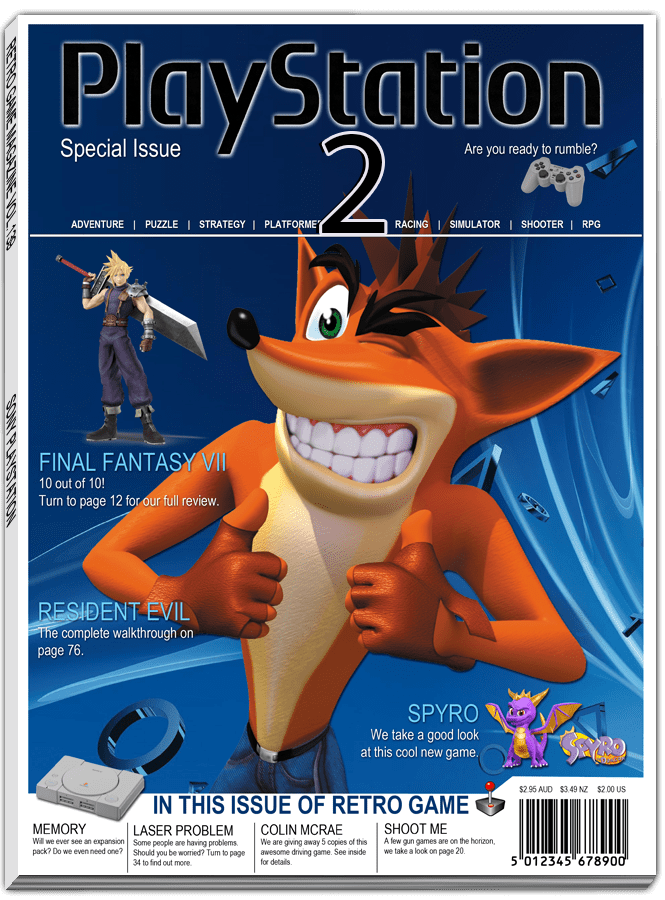 PlayStation
2
Special Issue
Are you ready to rumble?
ADVENTURE | PUZZLE | STRATEGY | PLATFORME RACING | SIMULATOR | SHOOTER | RPG
FINAL FANTASY VII
10 out of 10!
Turn to page 12 for our full review.
RESIDENT EVIL
The complete walkthrough on
page 76.
SPYRO
We take a good look
at this cool new game.
SPYRO
IN THIS ISSUE OF RETRO GAME
MEMORY
Will we ever see an expansion
pack? Do we even need one?
LASER PROBLEM
Some people are having problems.
Should you be worried? Turn to page
34 to find out more.
COLIN MCRAE
We are giving away 5 copies of this
awesome driving game. See inside
for details.
SHOOT ME
A few gun games are on the horizon,
we take a look on page 20.
$2.95 AUD $3.49 NZ $2.00 US
5 012345 678900